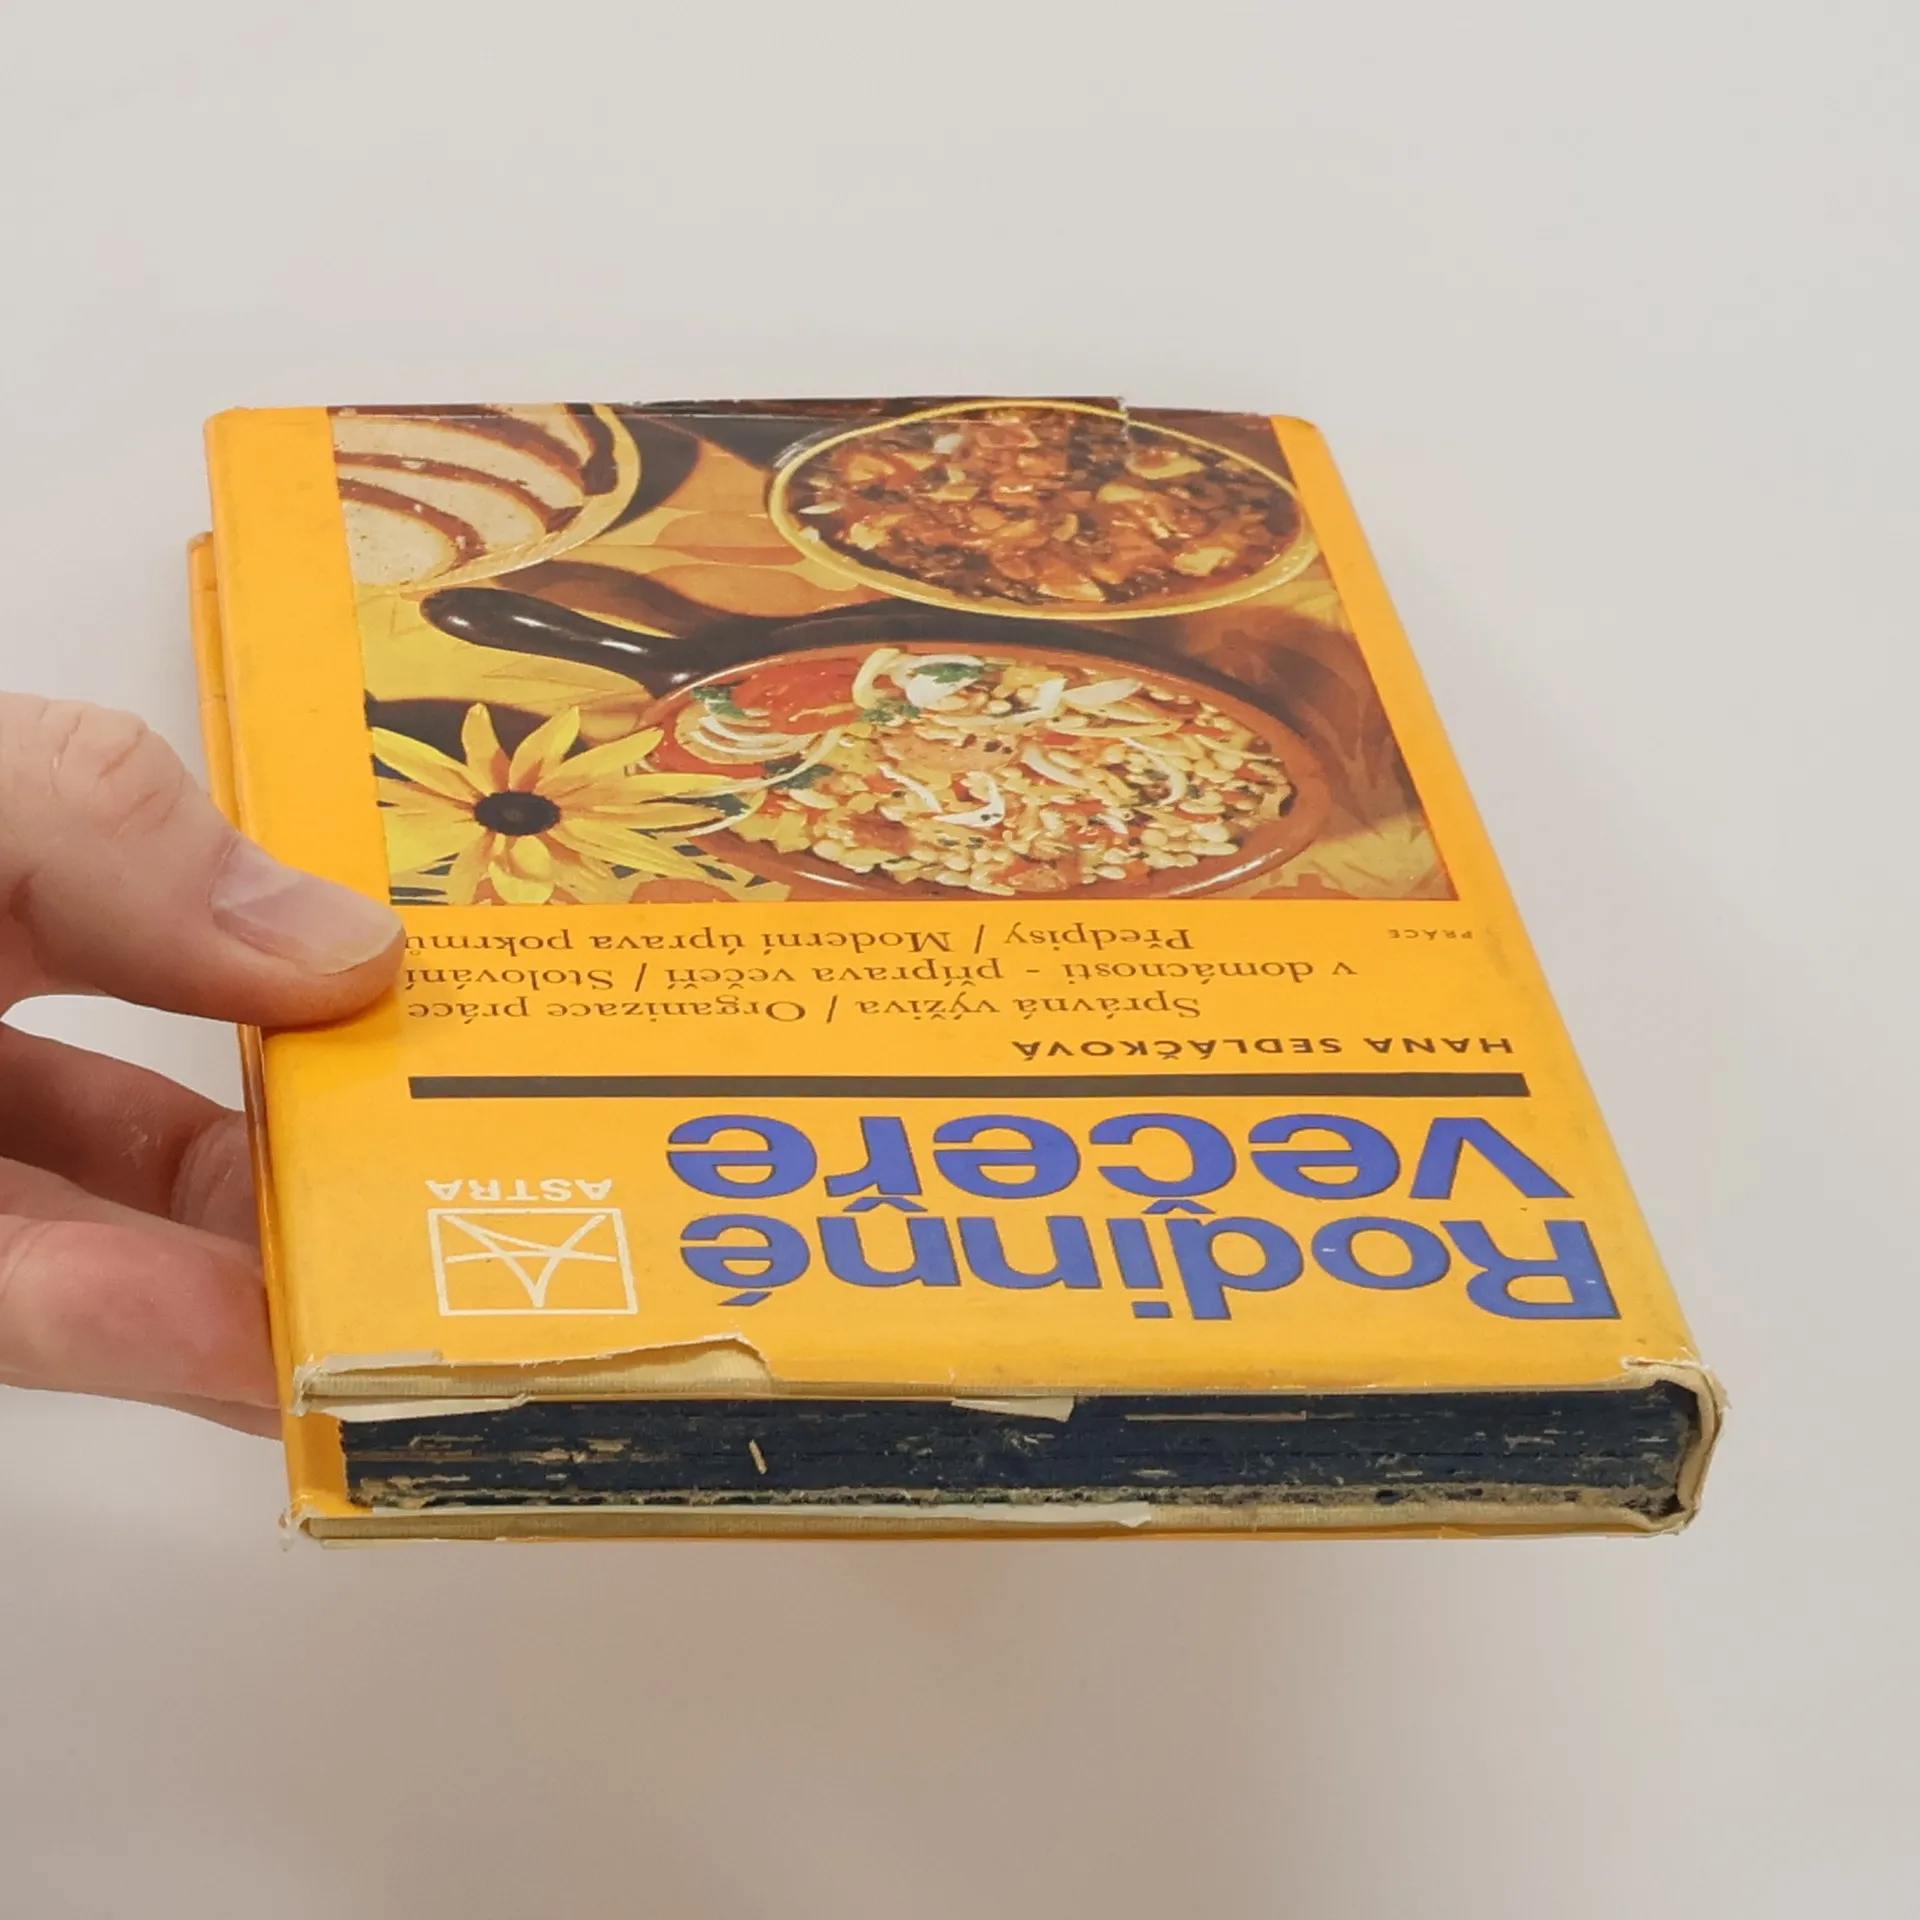 Rodinné
večeře
ASTRA
HANA SEDLÁČKOVÁ
Správná výživa / Organizace práce
v domácnosti - příprava večeří / Stolování
Předpisy / Moderní úprava pokrmů
PRÁCE